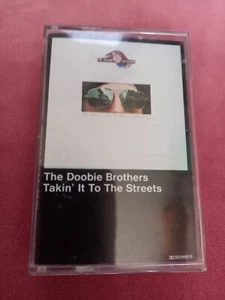 The Doobie Brothers
Takin' It To The Streets